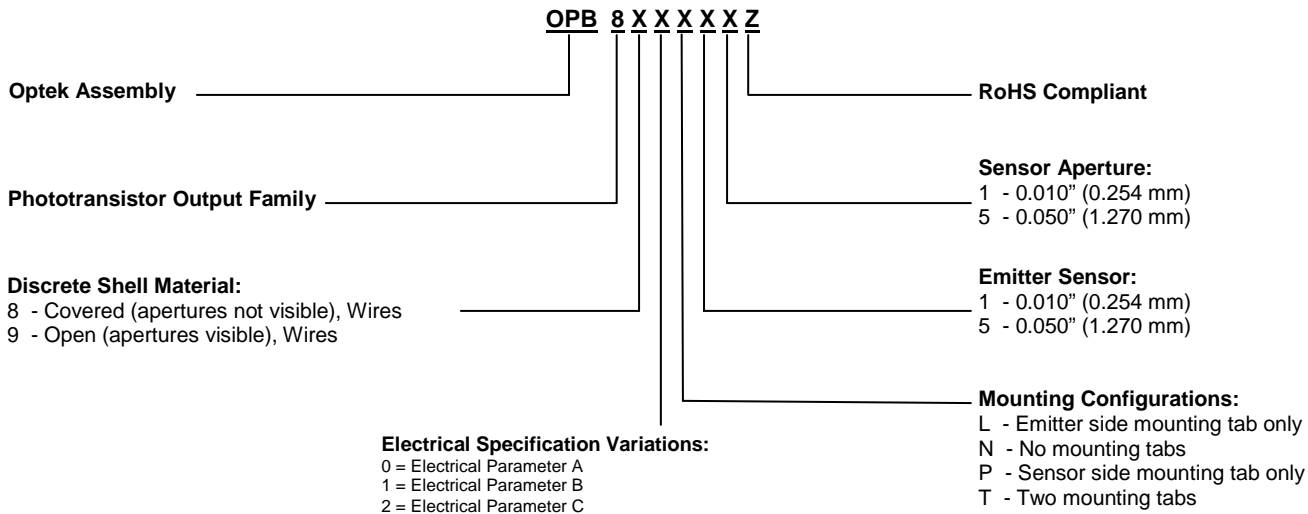 OPB 8 X X X X X Z
Optek Assembly
RoHS Compliant
Phototransistor Output Family
Sensor Aperture:
1 - 0.010” (0.254 mm)
5 - 0.050” (1.270 mm)
Discrete Shell Material:
8 - Covered (apertures not visible), Wires
9 - Open (apertures visible), Wires
Emitter Sensor:
1 - 0.010” (0.254 mm)
5 - 0.050” (1.270 mm)
Electrical Specification Variations:
0 = Electrical Parameter A
1 = Electrical Parameter B
2 = Electrical Parameter C
Mounting Configurations:
L - Emitter side mounting tab only
N - No mounting tabs
P - Sensor side mounting tab only
T - Two mounting tabs